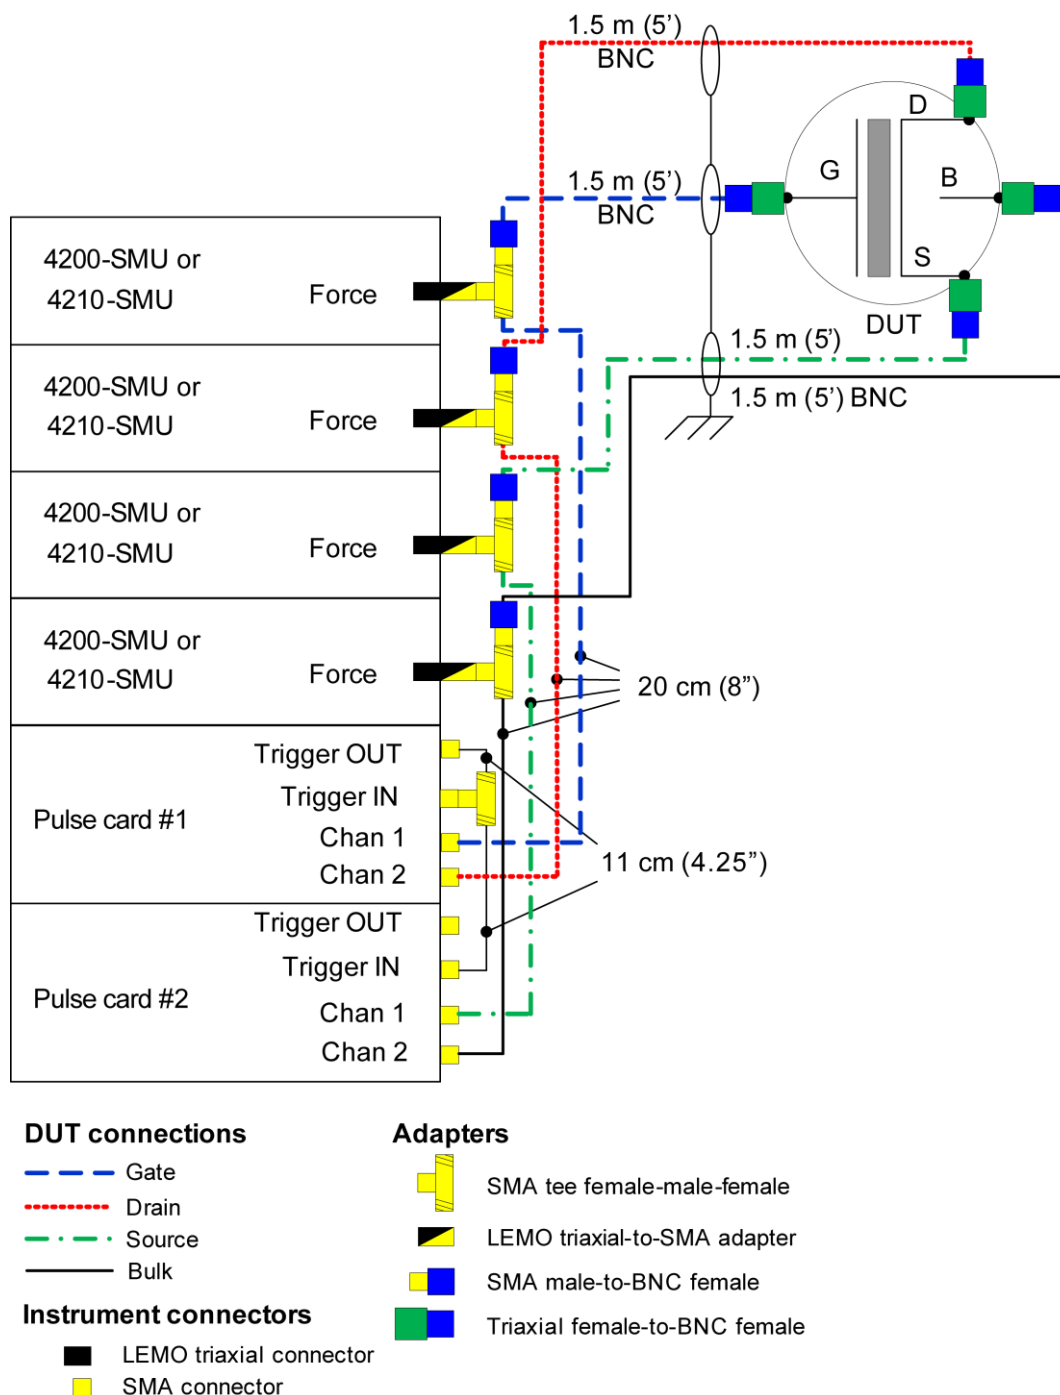 1.5 m (5’)
BNC
D
G
B
S
DUT
1.5 m (5’)
BNC
1.5 m (5’)
1.5 m (5’) BNC
4200-SMU or
4210-SMU
Force
4200-SMU or
4210-SMU
Force
4200-SMU or
4210-SMU
Force
4200-SMU or
4210-SMU
Force
20 cm (8”)
Pulse card #1
Trigger OUT
Trigger IN
Chan 1
Chan 2
11 cm (4.25”)
Pulse card #2
Trigger OUT
Trigger IN
Chan 1
Chan 2
DUT connections
Gate
Drain
Source
Bulk
Instrument connectors
LEMO triaxial connector
SMA connector
Adapters
SMA tee female-male-female
LEMO triaxial-to-SMA adapter
SMA male-to-BNC female
Triaxial female-to-BNC female